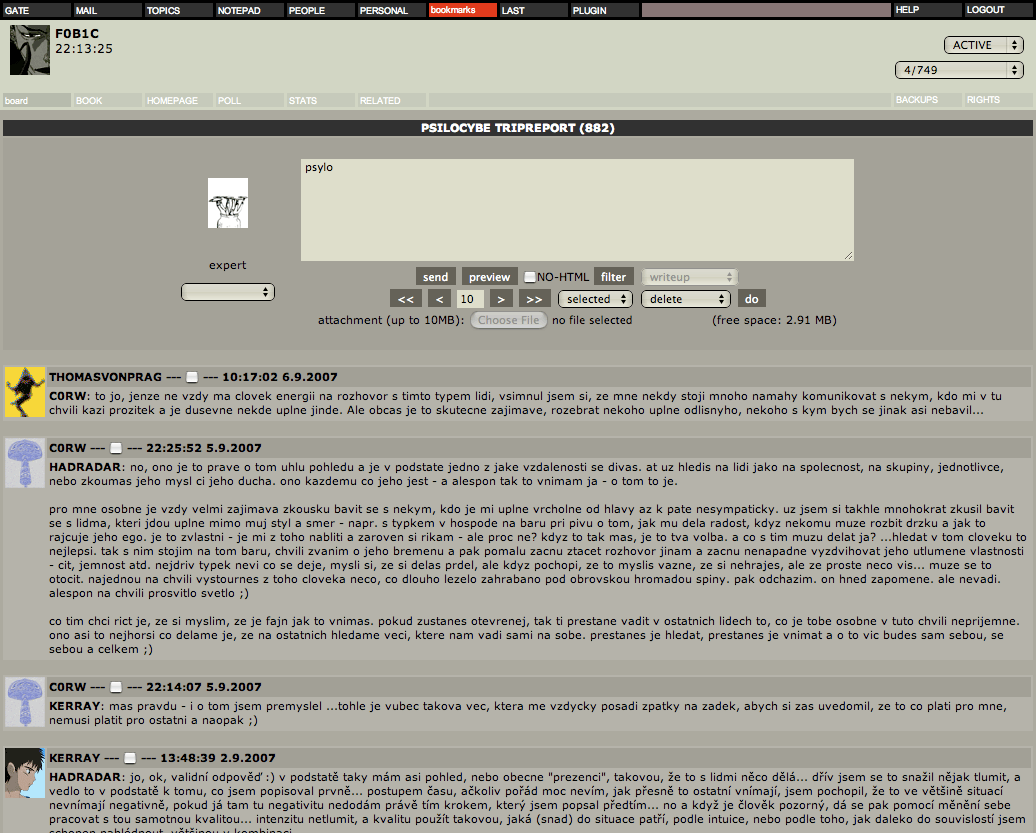 GATE MAIL TOPICS NOTEPAD PEOPLE PERSONAL bookmarks LAST PLUGIN HELP LOGOUT
F0B1C
22:13:25
ACTIVE
4/749
board BOOK HOMEPAGE POLL STATS RELATED BACKUPS RIGHTS
PSILOCYBE TRIPREPORT (882)
psylo
expert
send preview NO-HTML filter writeup
<< < 10 > >> selected delete do
attachment (up to 10MB): Choose File no file selected (free space: 2.91 MB)
THOMASVONPRAG --- --- 10:17:02 6.9.2007
C0RW: to jo, jenze ne vzdy ma clovek energii na rozhovor s timto typem lidi, vsimnul jsem si, ze mne nekdy stoji mnoho namahy komunikovat s nekym, kdo mi v tu
chvili kazi prozitek a je dusevne nekde uplne jinde. Ale obcas je to skutecne zajimave, rozebrat nekoho uplne odlisnyho, nekoho s kym bych se jinak asi nebavil...
C0RW --- --- 22:25:52 5.9.2007
HADRADAR: no, ono je to prave o tom uhlu pohledu a je v podstate jedno z jake vzdalenosti se divas. at uz hledis na lidi jako na spolecnost, na skupiny, jednotlivce,
nebo zkoumas jeho mysl ci jeho ducha. ono kazdemu co jeho jest - a alespon tak to vnimam ja - o tom to je.
pro mne osobne je vzdy velmi zajimava zkousku bavit se s nekym, kdo je mi uplne vrcholne od hlavy az k pate nesympaticky. uz jsem si takhle mnohokrat zkusil bavit
se s lidma, kteri jdou uplne mimo muj styl a smer - napr. s typkem v hospode na baru pri pivu o tom, jak mu dela radost, kdyz nekomu muze rozbit drzku a jak to
rajcuje jeho ego. je to zvlastni - je mi z toho nabliti a zaroven si rikam - ale proc ne? kdyz to tak mas, je to tva volba. a co s tim muzu delat ja? ...hledat v tom cloveku to
nejlepsi. tak s nim stojim na tom baru, chvili zvanim o jeho bremenu a pak pomalu zacnu ztacet rozhovor jinam a zacnu nenapadne vyzdvihovat jeho utlumene vlastnosti
- cit, jemnost atd. nejdriv typek nevi co se deje, mysli si, ze si delas prdel, ale kdyz pochopi, ze to myslis vazne, ze si nehrajes, ale ze proste neco vis... muze se to
otocit. najednou na chvili vystournes z toho cloveka neco, co dlouho lezelo zahrabano pod obrovskou hromadou spiny. pak odchazim. on hned zapomene. ale nevadi.
alespon na chvili prosvitlo svetlo ;)
co tim chci rict je, ze si myslim, ze je fajn jak to vnimas. pokud zustanes otevrenej, tak ti prestane vadit v ostatnich lidech to, co je tobe osobne v tuto chvili neprijemne.
ono asi to nejhorsi co delame je, ze na ostatnich hledame veci, ktere nam vadi sami na sobe. prestanes je hledat, prestanes je vnimat a o to vic budes sam sebou, se
sebou a celkem ;)
C0RW --- --- 22:14:07 5.9.2007
KERRAY: mas pravdu - i o tom jsem premyslel ...tohle je vubec takova vec, ktera me vzdycky posadi zpatky na zadek, abych si zas uvedomil, ze to co plati pro mne,
nemusi platit pro ostatni a naopak ;)
KERRAY --- --- 13:48:39 2.9.2007
HADRADAR: jo, ok, validní odpověď :) v podstatě taky mám asi pohled, nebo obecne "prezenci", takovou, že to s lidmi něco dělá... dřív jsem se to snažil nějak tlumit, a
vedlo to v podstatě k tomu, co jsem popisoval prvně... postupem času, ačkoliv pořád moc nevím, jak přesně to ostatní vnímají, jsem pochopil, že to ve většině situací
nevnímají negativně, pokud já tam tu negativitu nedodám právě tím krokem, který jsem popsal předtím... no a když je člověk pozorný, dá se pak pomocí měnění sebe
pracovat s tou samotnou kvalitou... intenzitu netlumit, a kvalitu použít takovou, jaká (snad) do situace patří, podle intuice, nebo podle toho, jak daleko do souvislostí jsem
schopen nahlédnout. většinou v kombinaci